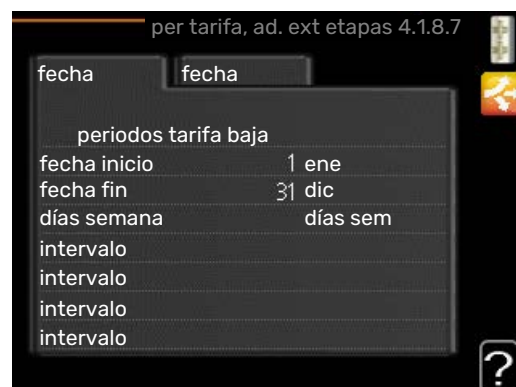 per tarifa, ad. ext etapas 4.1.8.7
fecha
fecha
periodos tarifa baja
fecha inicio 1 ene
fecha fin 31 dic
días semana días sem
intervalo
intervalo
intervalo
intervalo
?